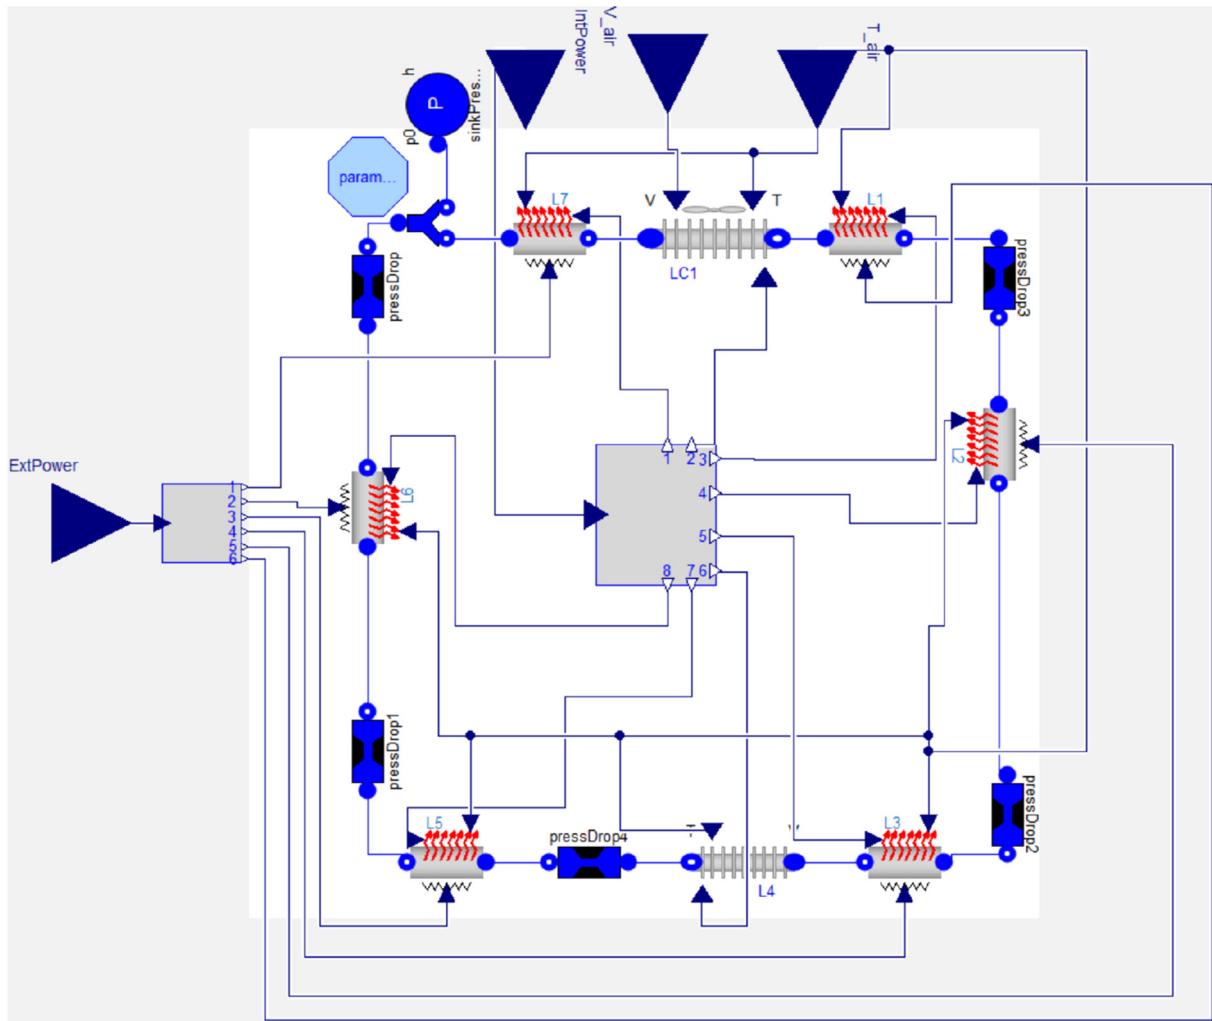 V_air
IntPower
T_air
h
P
p0
sinkPres...
param...
L7
V
T
L1
LC1
pressDrop
pressDrop3
1
2
3
4
5
6
7
8
L2
ExtPower
1
2
3
4
5
6
L6
pressDrop1
pressDrop2
L5
pressDrop4
L3
L4